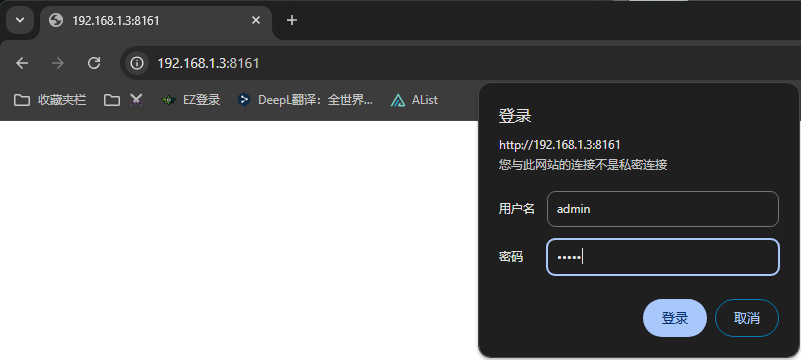 192.168.1.3:8161
192.168.1.3:8161
收藏夹栏 EZ登录 DeepL翻译：全世界... AList
登录
http://192.168.1.3:8161
您与此网站的连接不是私密连接
用户名 admin
密码 •••••
登录 取消